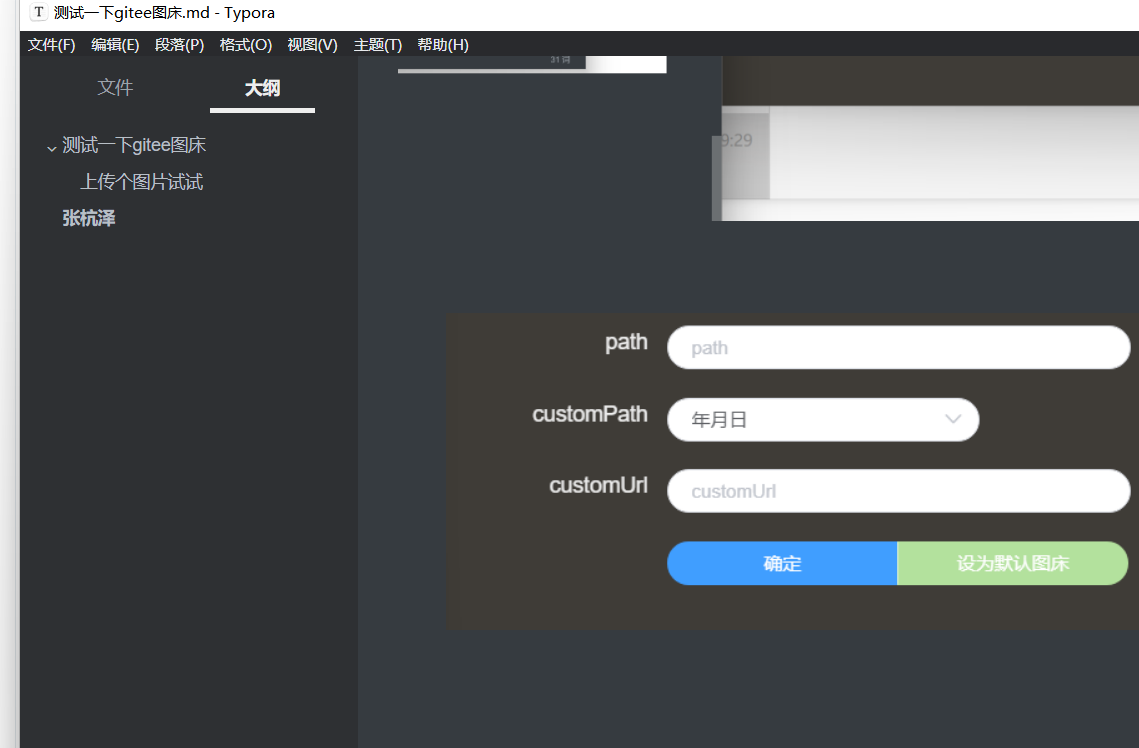 T 测试一下gitee图床.md - Typora
文件(F) 编辑(E) 段落(P) 格式(O) 视图(V) 主题(T) 帮助(H)
31 词
文件 大纲
9:29
测试一下gitee图床
上传个图片试试
张杭泽
path path
customPath 年月日
customUrl customUrl
确定 设为默认图床